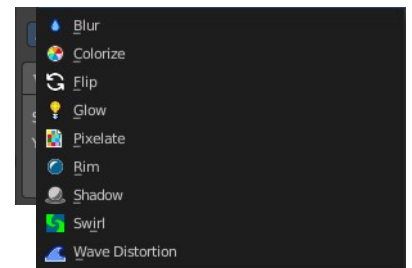 Blur
Colorize
Flip
Glow
Pixelate
Rim
Shadow
Swirl
Wave Distortion